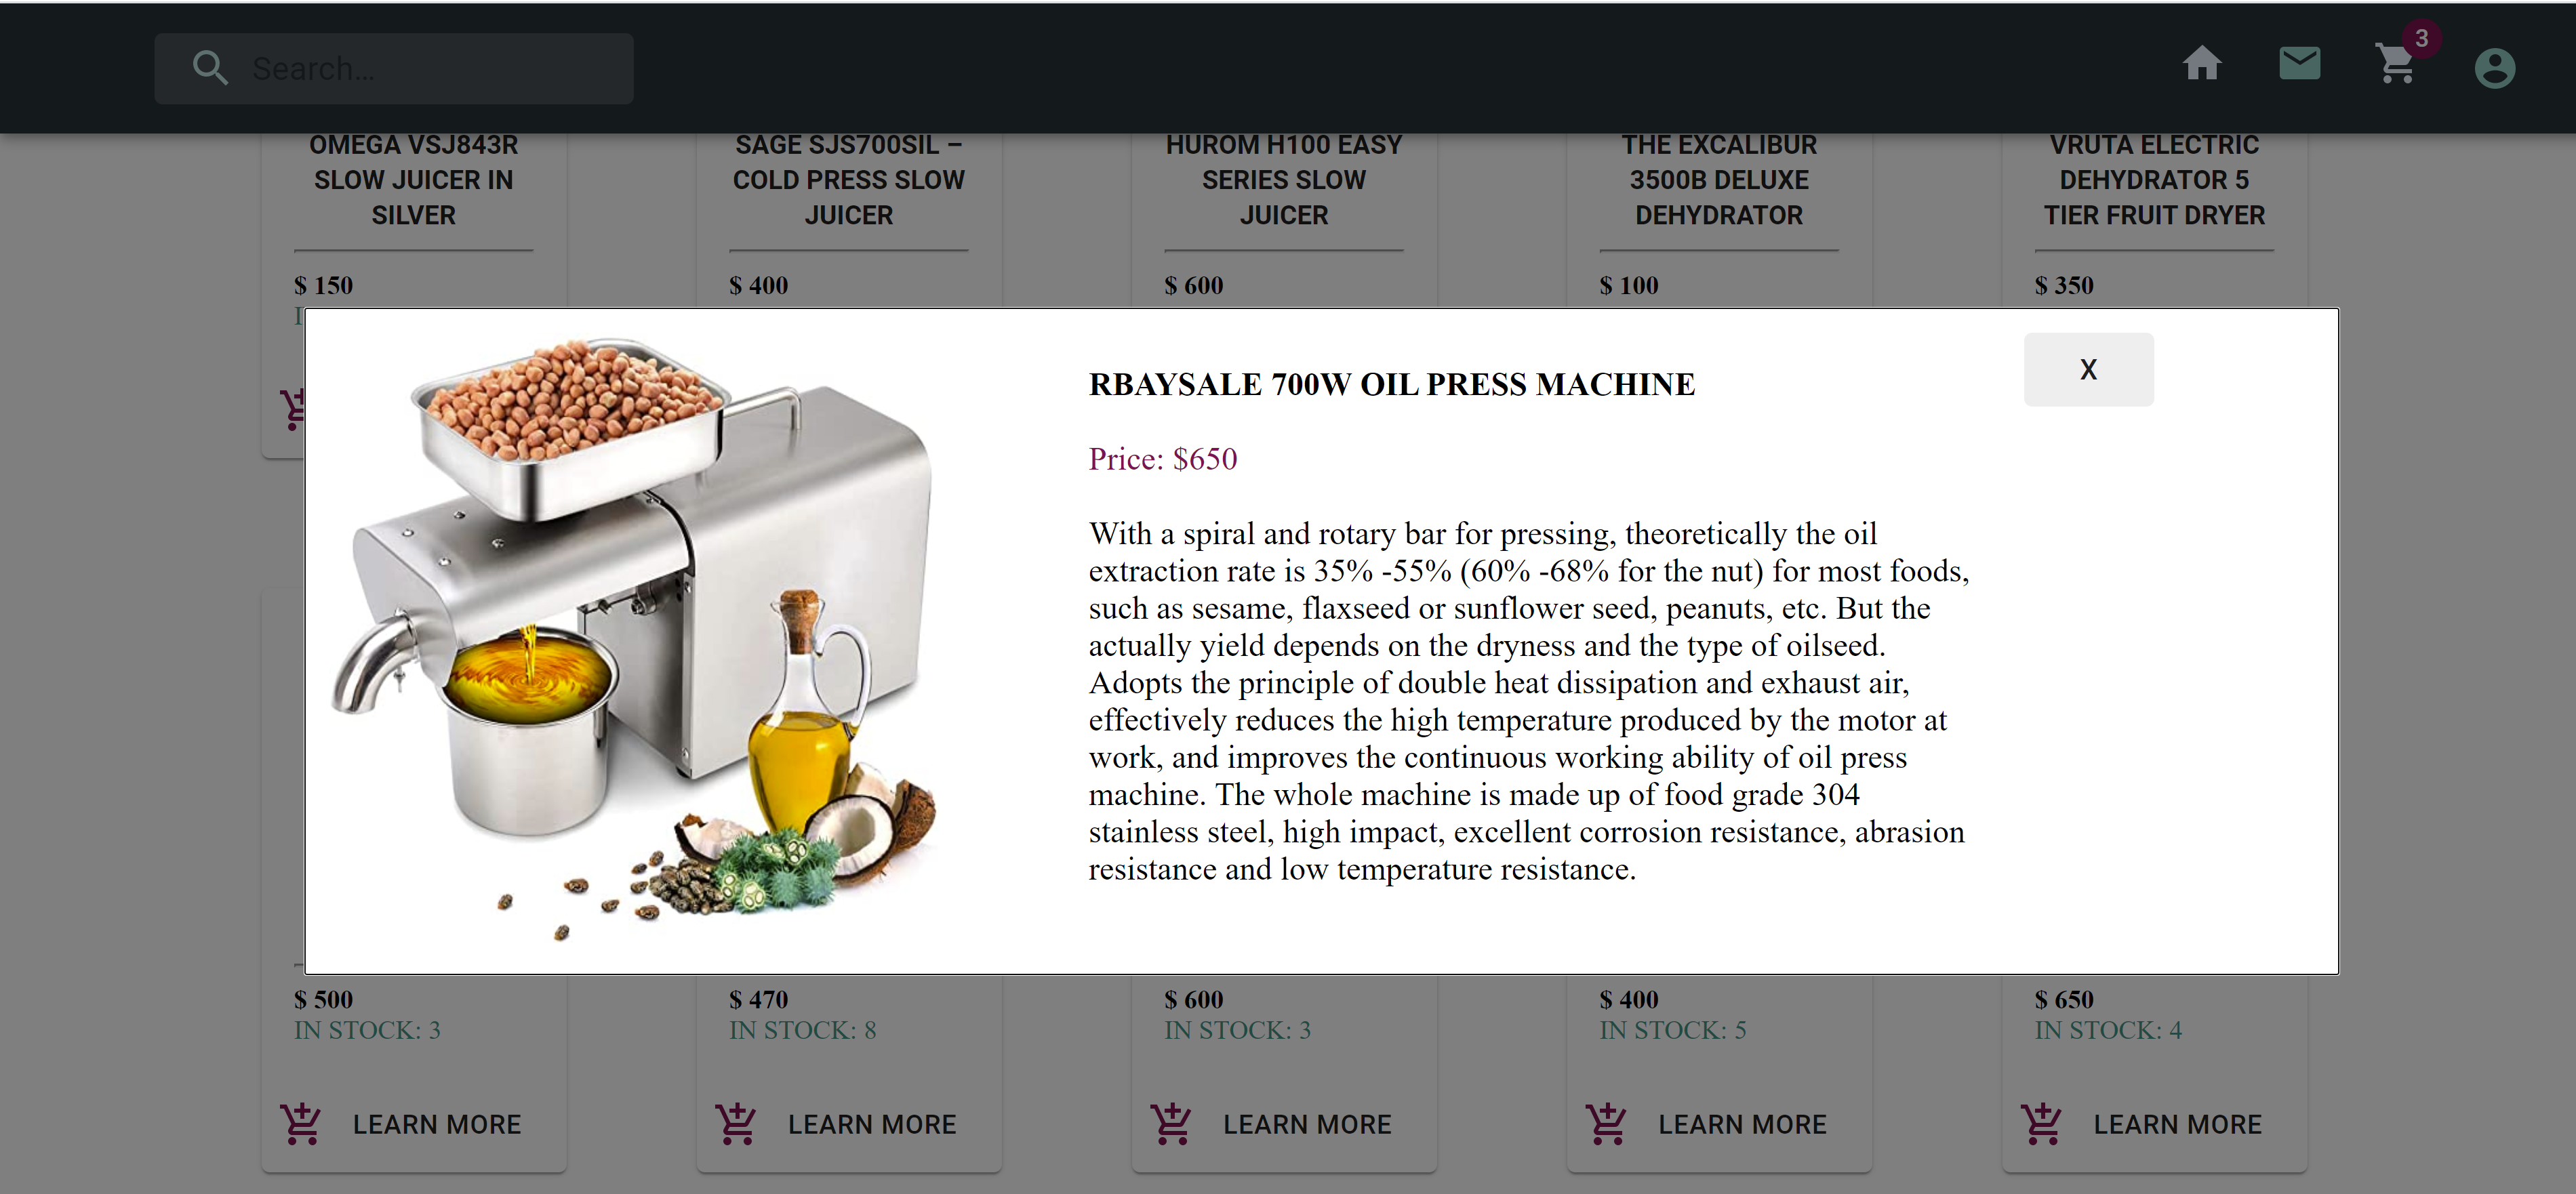 Search...
3
OMEGA VSJ843R
SLOW JUICER IN
SILVER
$ 150
SAGE SJS700SIL –
COLD PRESS SLOW
JUICER
$ 400
HUROM H100 EASY
SERIES SLOW
JUICER
$ 600
THE EXCALIBUR
3500B DELUXE
DEHYDRATOR
$ 100
VRUTA ELECTRIC
DEHYDRATOR 5
TIER FRUIT DRYER
$ 350
RBAYSALE 700W OIL PRESS MACHINE
X
Price: $650
With a spiral and rotary bar for pressing, theoretically the oil
extraction rate is 35% -55% (60% -68% for the nut) for most foods,
such as sesame, flaxseed or sunflower seed, peanuts, etc. But the
actually yield depends on the dryness and the type of oilseed.
Adopts the principle of double heat dissipation and exhaust air,
effectively reduces the high temperature produced by the motor at
work, and improves the continuous working ability of oil press
machine. The whole machine is made up of food grade 304
stainless steel, high impact, excellent corrosion resistance, abrasion
resistance and low temperature resistance.
$ 500
IN STOCK: 3
LEARN MORE
$ 470
IN STOCK: 8
LEARN MORE
$ 600
IN STOCK: 3
LEARN MORE
$ 400
IN STOCK: 5
LEARN MORE
$ 650
IN STOCK: 4
LEARN MORE